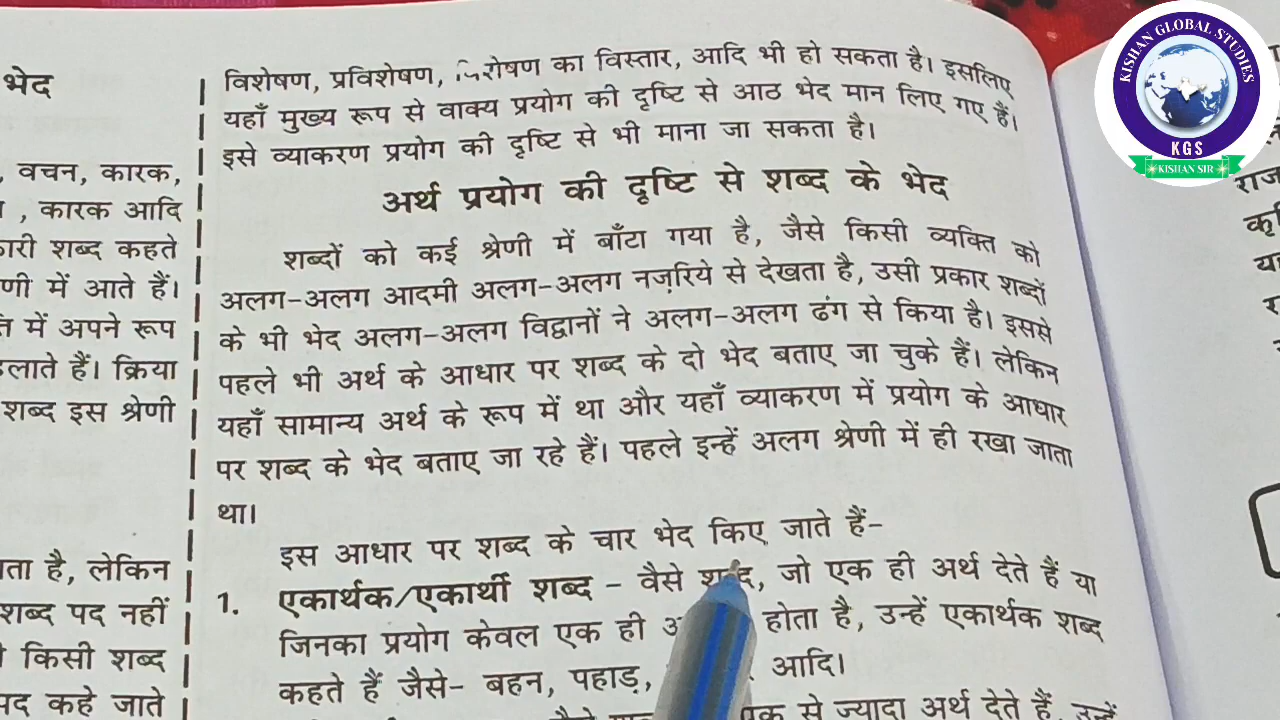 भेद
, वचन, कारक,
, कारक आदि
कारी शब्द कहते
णी में आते हैं।
में अपने रूप
हलाते हैं। क्रिया
शब्द इस श्रेणी
ता है, लेकिन
शब्द पद नहीं
किसी शब्द
पद कहे जाते
विशेषण, प्रविशेषण, का विस्तार, आदि भी हो सकता है। इसलिए
यहाँ मुख्य रूप से वाक्य प्रयोग की दृष्टि से आठ भेद मान लिए गए हैं।
इसे व्याकरण प्रयोग की दृष्टि से भी माना जा सकता है।
अर्थ प्रयोग की दृष्टि से शब्द के भेद
शब्दों को कई श्रेणी में बाँटा गया है, जैसे किसी व्यक्ति को
अलग-अलग आदमी अलग-अलग नज़रिये से देखता है, उसी प्रकार शब्दों
के भी भेद अलग-अलग विद्वानों ने अलग-अलग ढंग से किया है। इससे
पहले भी अर्थ के आधार पर शब्द के दो भेद बताए जा चुके हैं। लेकिन
यहाँ सामान्य अर्थ के रूप में था और यहाँ व्याकरण में प्रयोग के आधार
पर शब्द के भेद बताए जा रहे हैं। पहले इन्हें अलग श्रेणी में ही रखा जाता
था।
इस आधार पर शब्द के चार भेद किए जाते हैं-
1. एकार्थक/एकार्थी शब्द - वैसे शब्द, जो एक ही अर्थ देते हैं या
जिनका प्रयोग केवल एक ही होता है, उन्हें एकार्थक शब्द
कहते हैं जैसे- बहन, पहाड़, आदि।
से ज्यादा अर्थ देते हैं, उन्हें
KISHAN GLOBAL STUDIES
KGS
KISHAN SIR